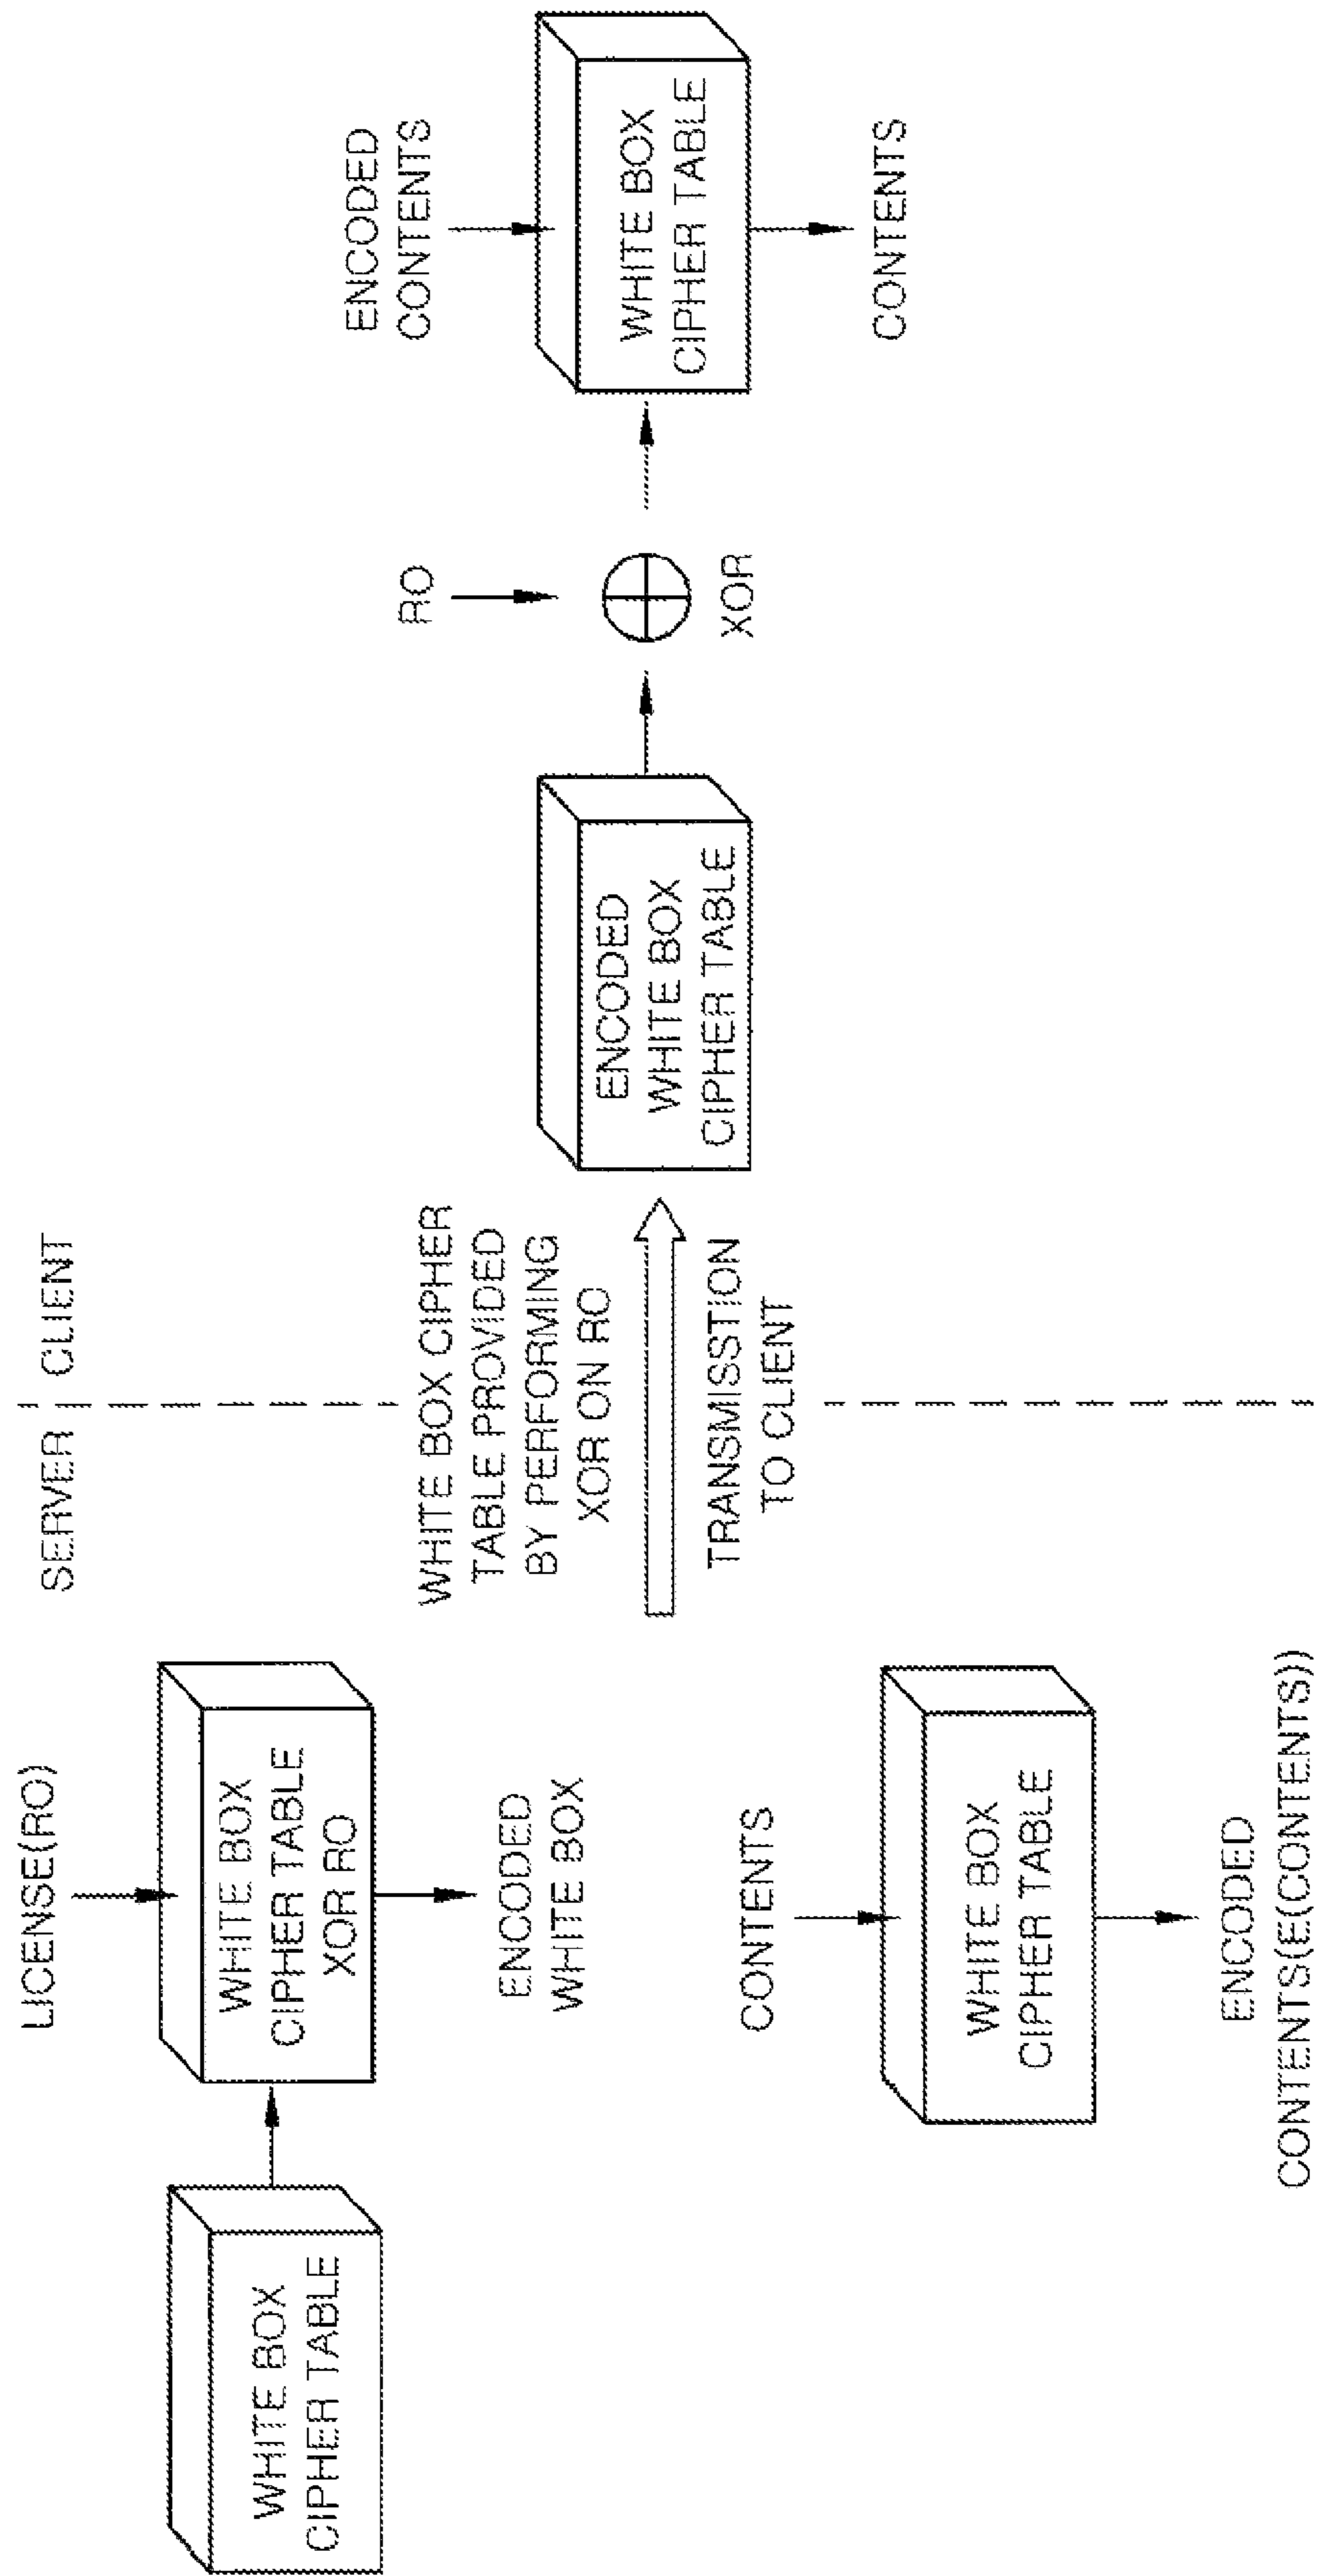 SERVER
CLIENT
LICENSE(RO)
WHITE BOX
CIPHER TABLE
WHITE BOX
CIPHER TABLE
XOR RO
ENCODED
WHITE BOX
CONTENTS
WHITE BOX
CIPHER TABLE
ENCODED
CONTENTS(E(CONTENTS))
WHITE BOX CIPHER
TABLE PROVIDED
BY PERFORMING
XOR ON RO
TRANSMISSTION
TO CLIENT
ENCODED
WHITE BOX
CIPHER TABLE
RO
XOR
ENCODED
CONTENTS
WHITE BOX
CIPHER TABLE
CONTENTS